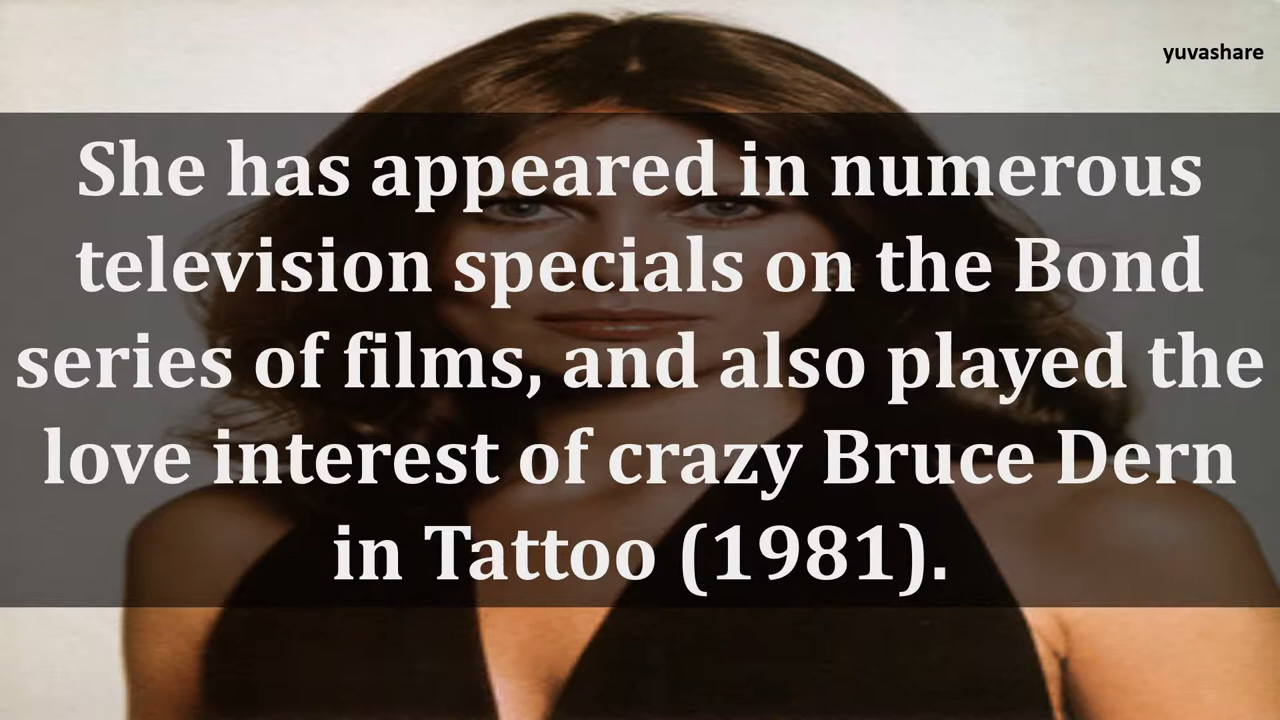 yuvashare
She has appeared in numerous
television specials on the Bond
series of films, and also played the
love interest of crazy Bruce Dern
in Tattoo (1981).